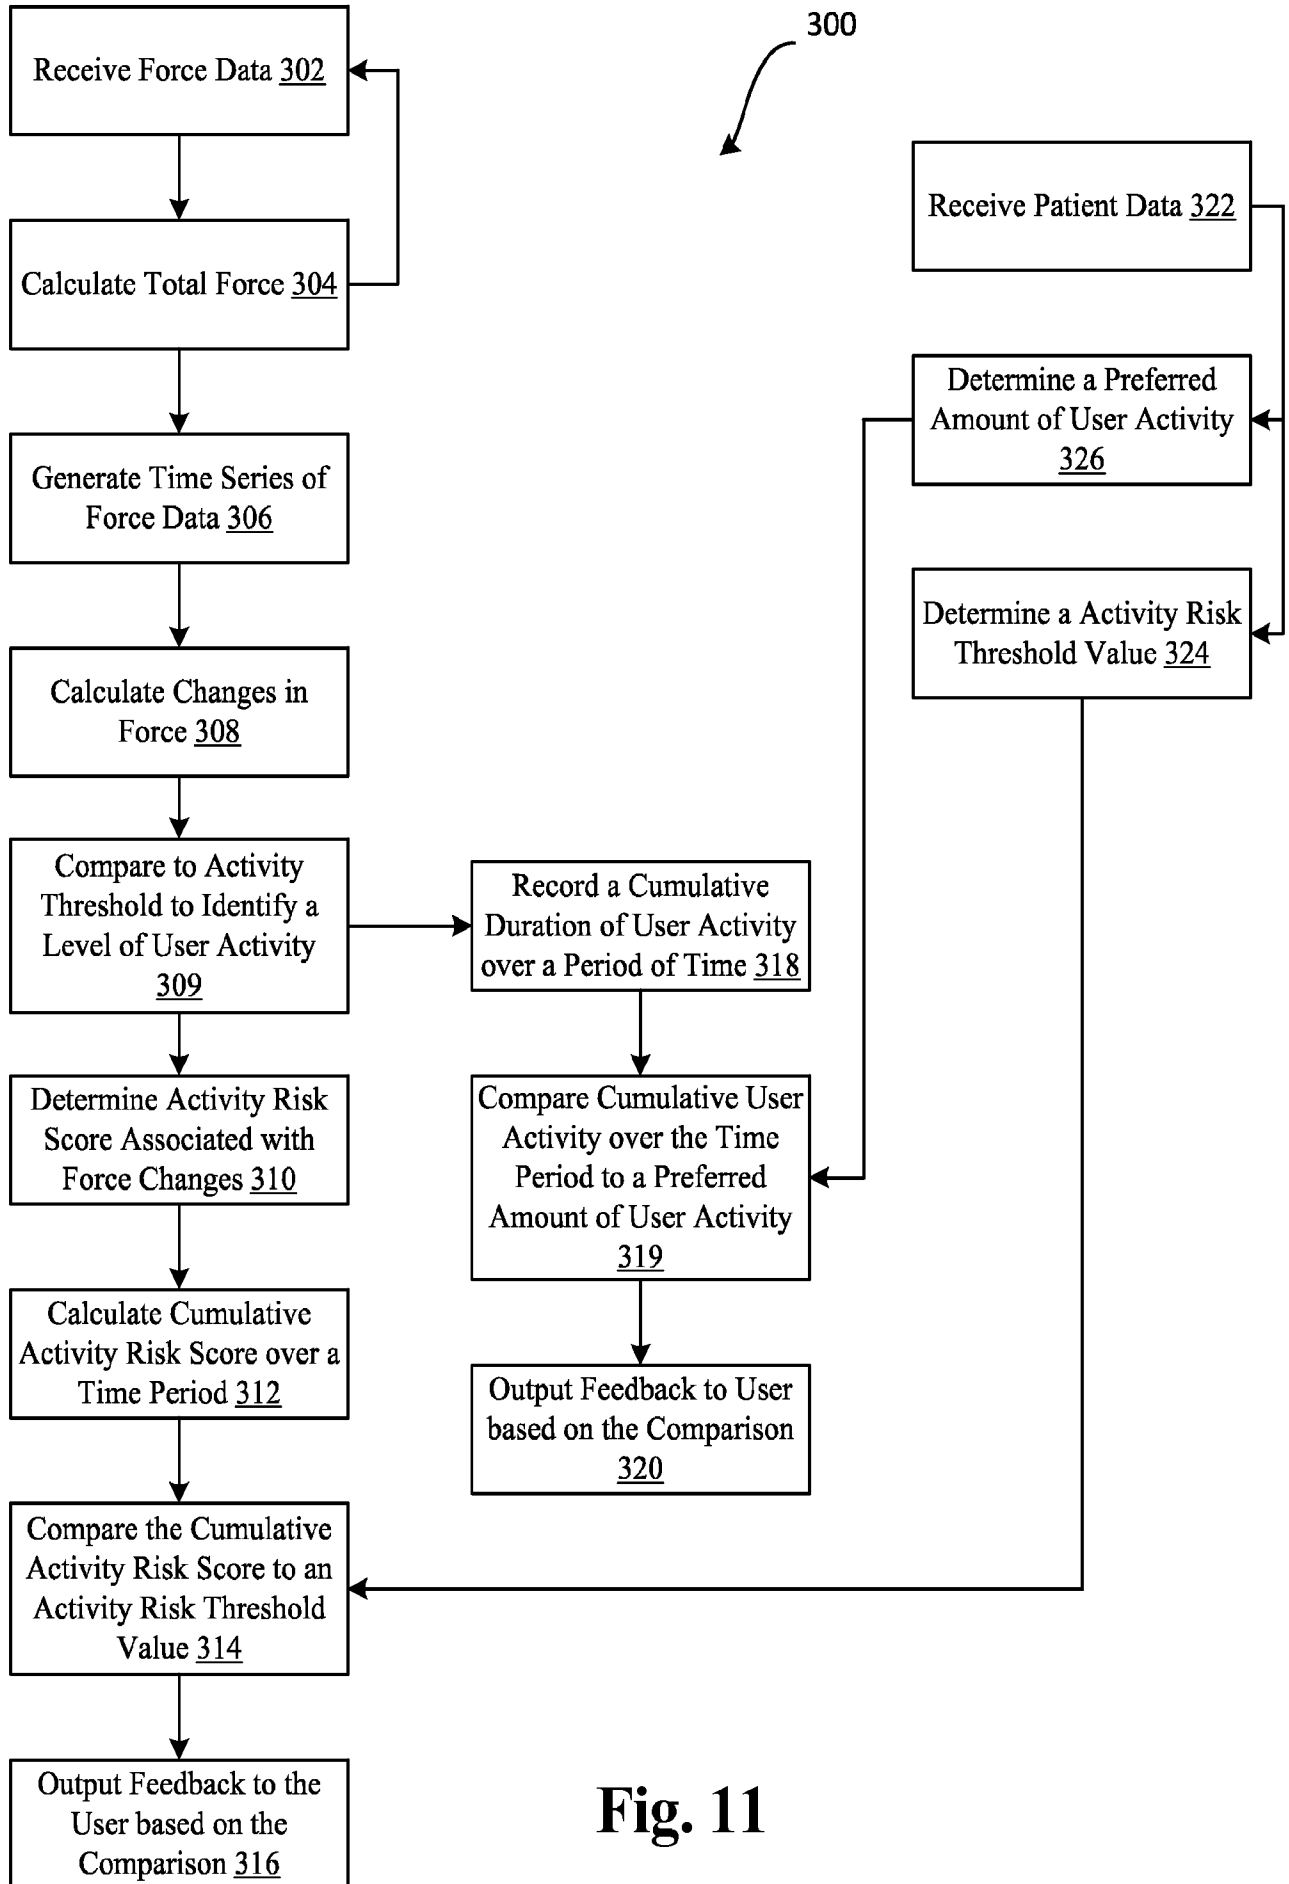 300
Receive Force Data 302
Calculate Total Force 304
Generate Time Series of
Force Data 306
Calculate Changes in
Force 308
Compare to Activity
Threshold to Identify a
Level of User Activity
309
Determine Activity Risk
Score Associated with
Force Changes 310
Calculate Cumulative
Activity Risk Score over a
Time Period 312
Compare the Cumulative
Activity Risk Score to an
Activity Risk Threshold
Value 314
Output Feedback to the
User based on the
Comparison 316
Record a Cumulative
Duration of User Activity
over a Period of Time 318
Compare Cumulative User
Activity over the Time
Period to a Preferred
Amount of User Activity
319
Output Feedback to User
based on the Comparison
320
Receive Patient Data 322
Determine a Preferred
Amount of User Activity
326
Determine a Activity Risk
Threshold Value 324
Fig. 11